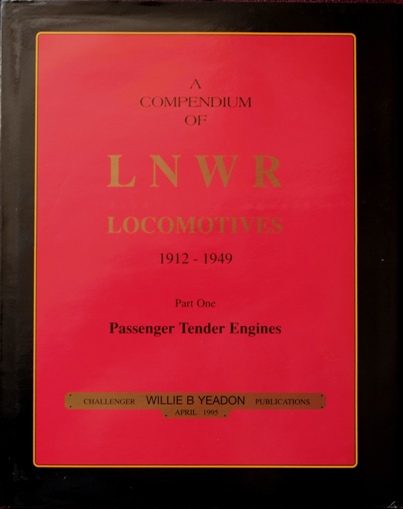 A
COMPENDIUM
OF
LNWR
LOCOMOTIVES
1912 - 1949
Part One
Passenger Tender Engines
CHALLENGER WILLIE B YEADON PUBLICATIONS
APRIL 1995